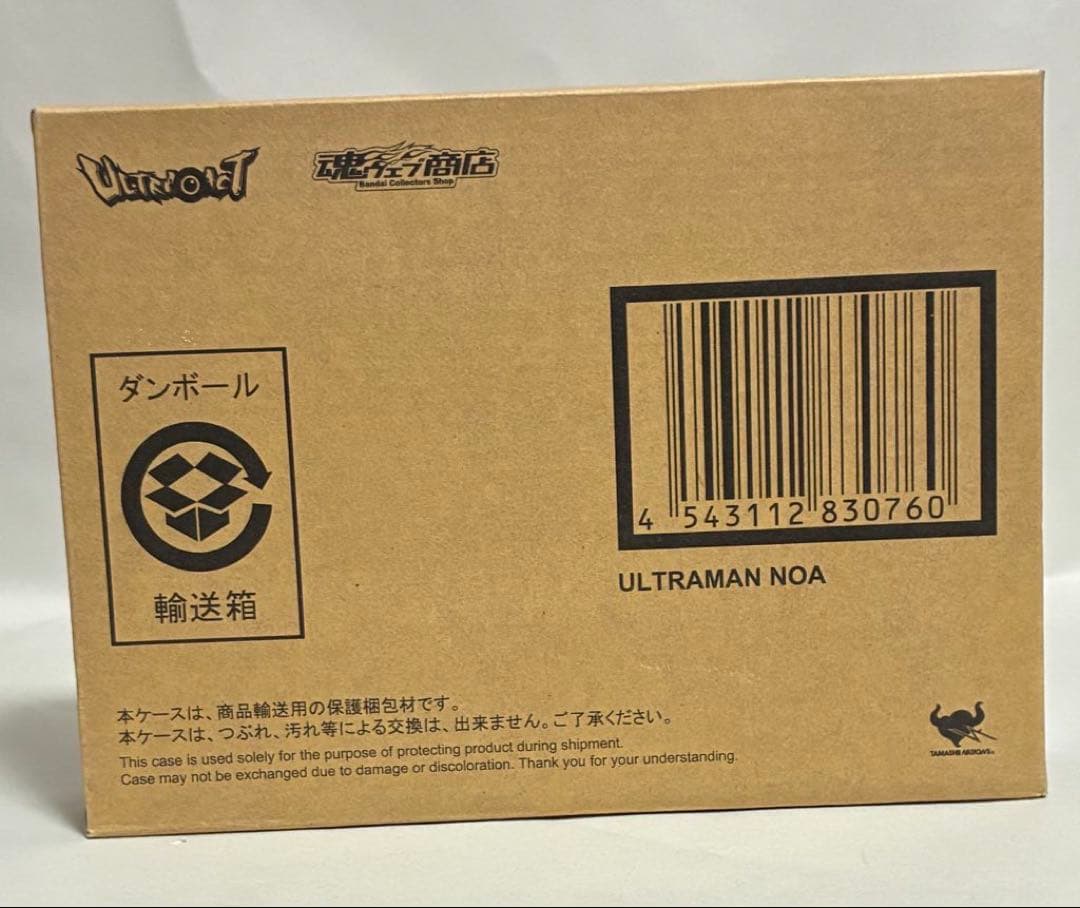 ULTRA-ACT
魂ウェブ商店
Bandai Collectors Shop
ダンボール
輸送箱
4 543112 830760
ULTRAMAN NOA
本ケースは、商品輸送用の保護梱包材です。
本ケースは、つぶれ、汚れ等による交換は、出来ません。ご了承ください。
This case is used solely for the purpose of protecting product during shipment.
Case may not be exchanged due to damage or discoloration. Thank you for your understanding.
TAMASHII NATIONS